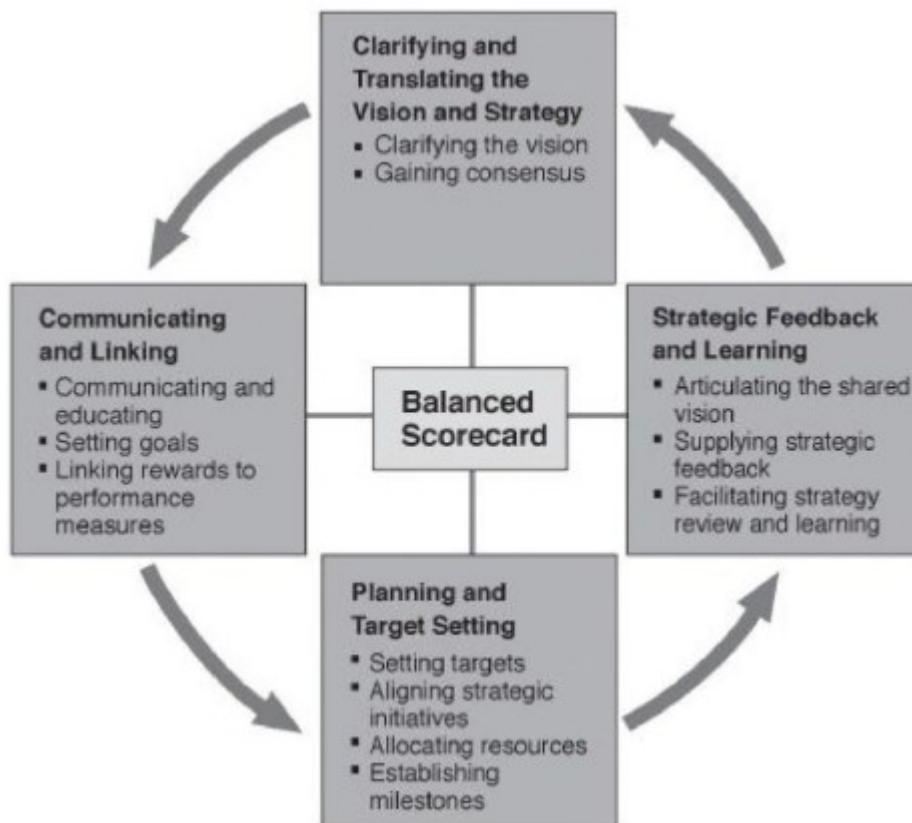 Clarifying and
Translating the
Vision and Strategy
▪ Clarifying the vision
▪ Gaining consensus
Communicating
and Linking
▪ Communicating and
educating
▪ Setting goals
▪ Linking rewards to
performance
measures
Balanced
Scorecard
Strategic Feedback
and Learning
▪ Articulating the shared
vision
▪ Supplying strategic
feedback
▪ Facilitating strategy
review and learning
Planning and
Target Setting
▪ Setting targets
▪ Aligning strategic
initiatives
▪ Allocating resources
▪ Establishing
milestones